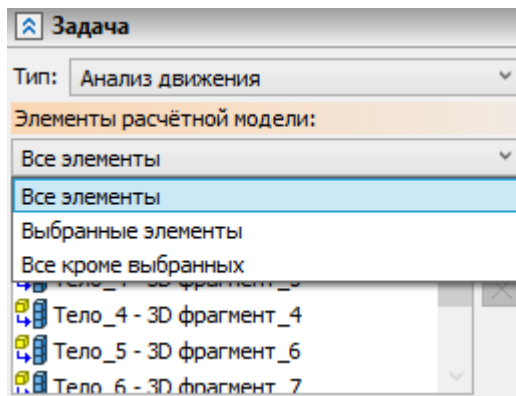 Задача
Тип: Анализ движения
Элементы расчётной модели:
Все элементы
Все элементы
Выбранные элементы
Все кроме выбранных
Тело_4 - 3D фрагмент_4
Тело_5 - 3D фрагмент_6
Тело_6 - 3D фрагмент_7